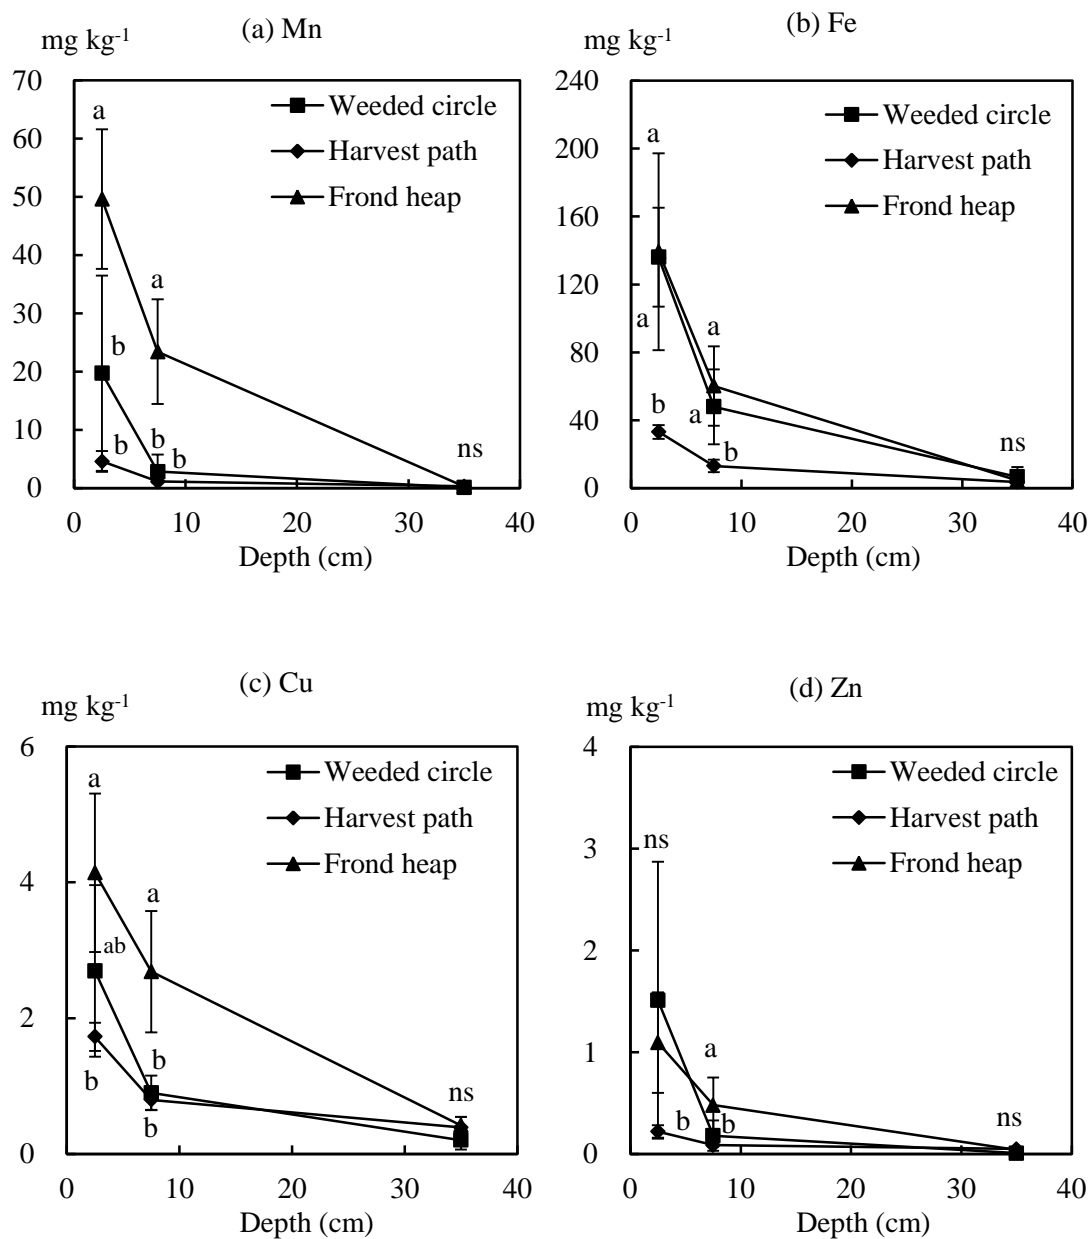 (a) Mn
mg kg-1
70
60
50
40
30
20
10
0
0 10 20 30 40
Depth (cm)
Weeded circle
Harvest path
Frond heap
a
b
b
a
b
b
ns
(b) Fe
mg kg-1
240
200
160
120
80
40
0
0 10 20 30 40
Depth (cm)
Weeded circle
Harvest path
Frond heap
a
a
b
a
a
b
ns
(c) Cu
mg kg-1
6
4
2
0
0 10 20 30 40
Depth (cm)
Weeded circle
Harvest path
Frond heap
a
ab
b
a
b
b
ns
(d) Zn
mg kg-1
4
3
2
1
0
0 10 20 30 40
Depth (cm)
Weeded circle
Harvest path
Frond heap
ns
a
b
b
ns